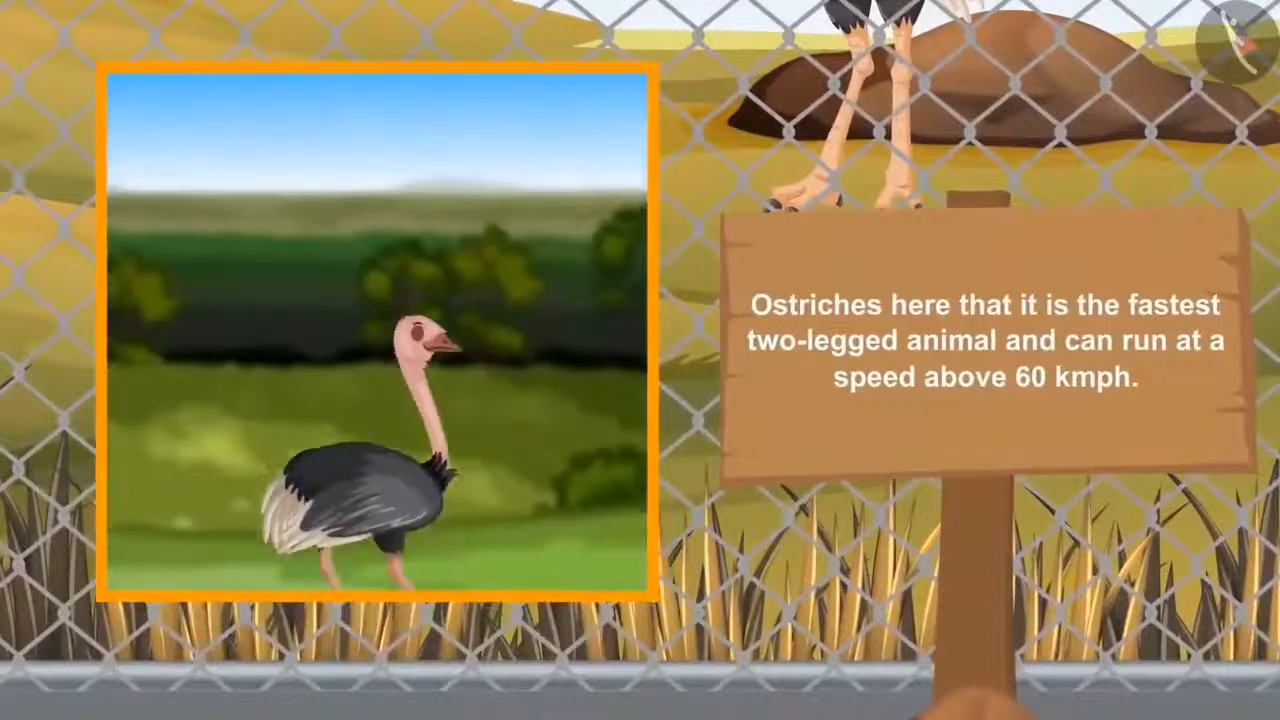 Ostriches here that it is the fastest
two-legged animal and can run at a
speed above 60 kmph.